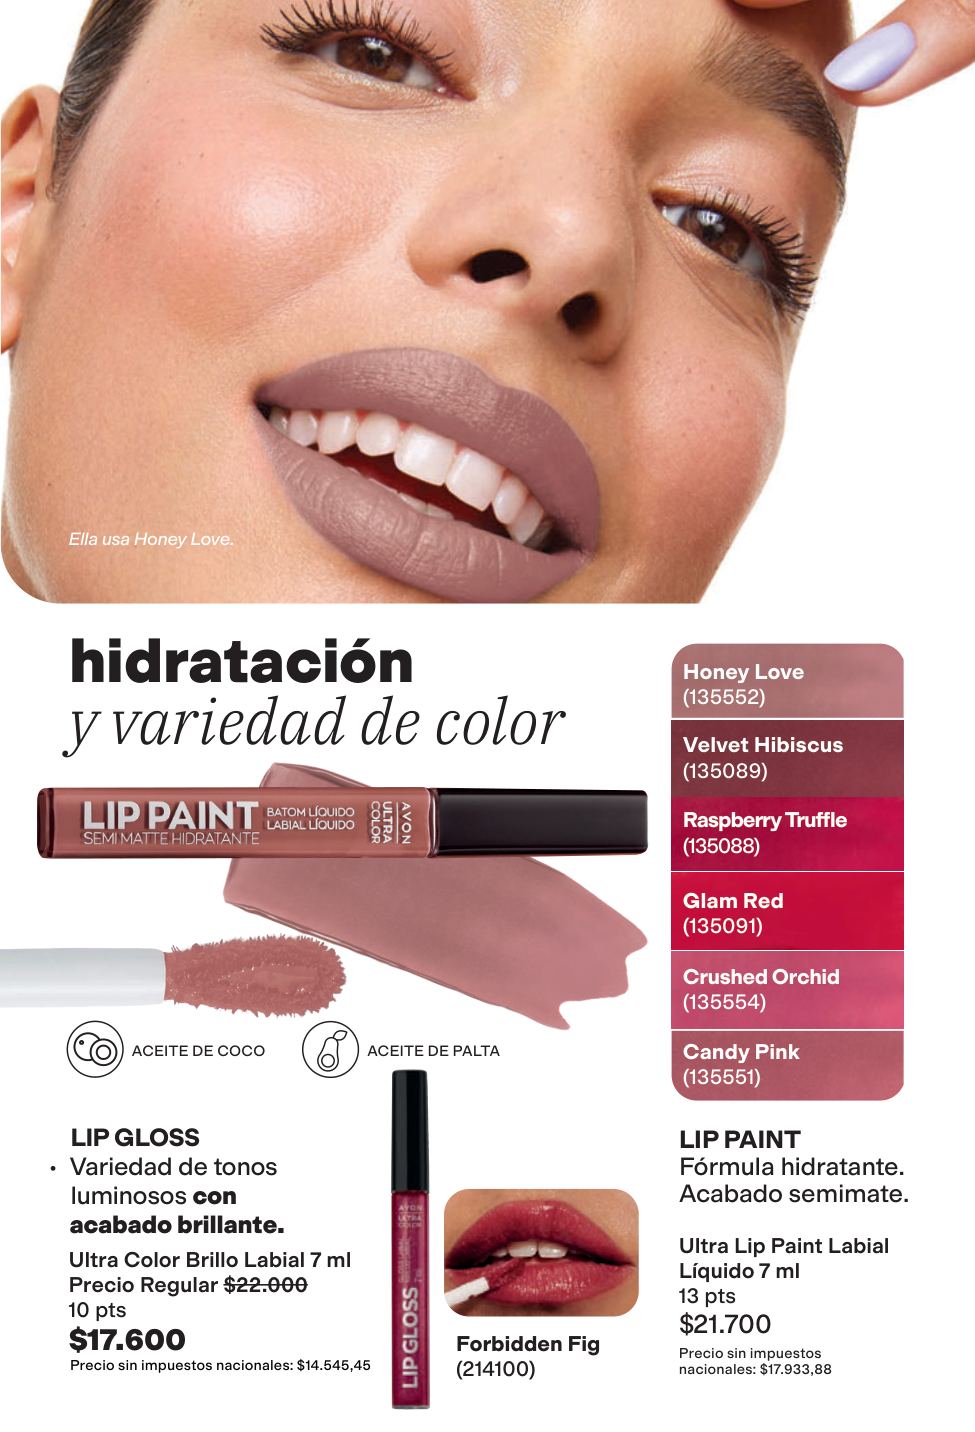 Ella usa Honey Love.
hidratación
y variedad de color
LIP PAINT
SEMI MATTE HIDRATANTE
BATOM LÍQUIDO
LABIAL LÍQUIDO
AVON
ULTRA
COLOR
ACEITE DE COCO
ACEITE DE PALTA
Honey Love
(135552)
Velvet Hibiscus
(135089)
Raspberry Truffle
(135088)
Glam Red
(135091)
Crushed Orchid
(135554)
Candy Pink
(135551)
LIP GLOSS
• Variedad de tonos
luminosos con
acabado brillante.
Ultra Color Brillo Labial 7 ml
Precio Regular $22.000
10 pts
$17.600
Precio sin impuestos nacionales: $14.545,45
AVON
ULTRA
COLOR
LIP GLOSS
Forbidden Fig
(214100)
LIP PAINT
Fórmula hidratante.
Acabado semimate.
Ultra Lip Paint Labial
Líquido 7 ml
13 pts
$21.700
Precio sin impuestos
nacionales: $17.933,88